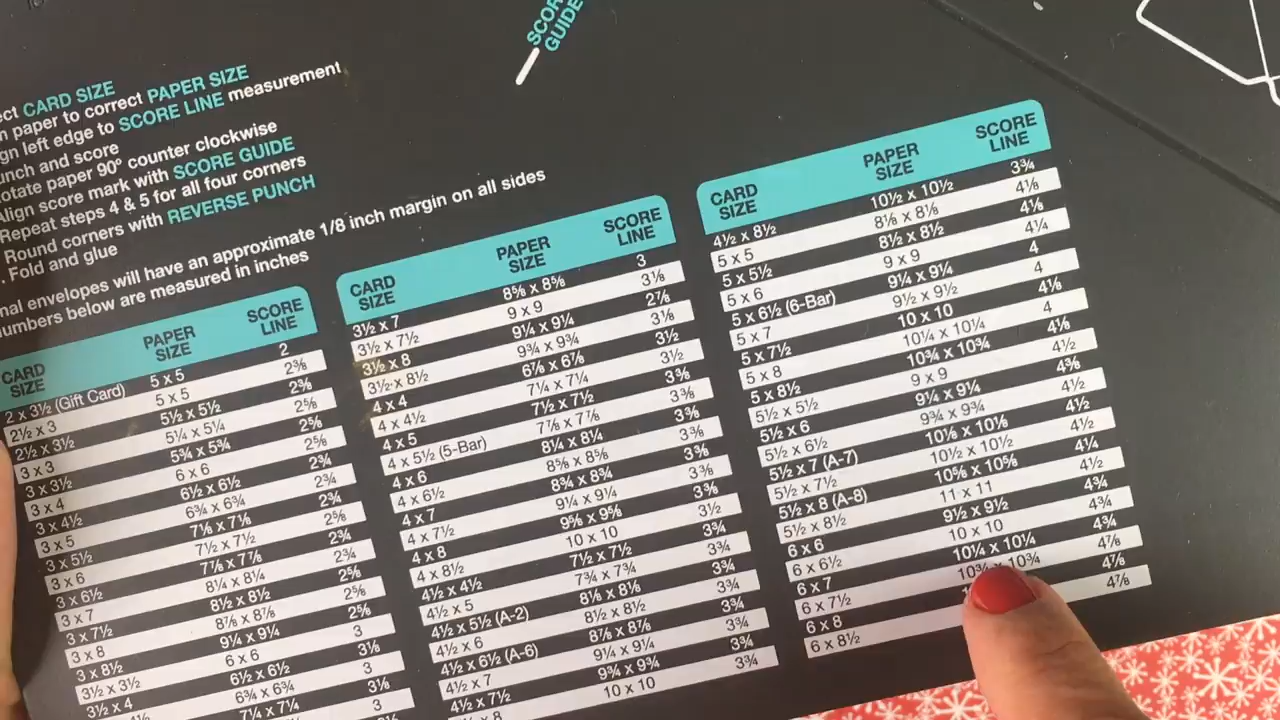 SCORE
GUIDE
CARD SIZE
paper to correct PAPER SIZE
left edge to SCORE LINE measurement
and score
paper 90º counter clockwise
Align score mark with SCORE GUIDE
Repeat steps 4 & 5 for all four corners
Round corners with REVERSE PUNCH
Fold and glue
envelopes will have an approximate 1/8 inch margin on all sides
below are measured in inches
CARD SIZE PAPER SIZE SCORE LINE
2 x 3½ (Gift Card) 5 x 5 2
2½ x 3 5 x 5 2⅜
2½ x 3½ 5½ x 5½ 2⅜
3 x 3 5¼ x 5¼ 2⅝
3 x 3½ 5¾ x 5¾ 2⅝
3 x 4 6 x 6 2⅝
3 x 4½ 6½ x 6½ 2¾
3 x 5 6¾ x 6¾ 2¾
3 x 5½ 7⅛ x 7⅛ 2¾
3 x 6 7½ x 7½ 2⅝
3 x 6½ 7⅞ x 7⅞ 2¾
3 x 7 8¼ x 8¼ 2¾
3 x 7½ 8½ x 8½ 2⅝
3 x 8 8⅞ x 8⅞ 2⅝
3 x 8½ 9¼ x 9¼ 2⅝
3½ x 3½ 6 x 6 3
3½ x 4 6½ x 6½ 3⅛
6¾ x 6¾ 3
7¼ x 7¼ 3⅛
3
CARD SIZE PAPER SIZE SCORE LINE
3½ x 7 8⅝ x 8⅝ 3
3½ x 7½ 9 x 9 3⅛
3½ x 8 9¼ x 9¼ 2⅞
3½ x 8½ 9¾ x 9¾ 3⅛
4 x 4 6⅞ x 6⅞ 3½
4 x 4½ 7¼ x 7¼ 3½
4 x 5 7½ x 7½ 3⅜
4 x 5½ (5-Bar) 7⅞ x 7⅞ 3⅜
4 x 6 8¼ x 8¼ 3⅜
4 x 6½ 8⅝ x 8⅝ 3⅜
4 x 7 8¾ x 8¾ 3⅜
4 x 7½ 9¼ x 9¼ 3⅜
4 x 8 9⅝ x 9⅝ 3⅜
4 x 8½ 10 x 10 3½
4½ x 4½ 7½ x 7½ 3¾
4½ x 5 7¾ x 7¾ 3¾
4½ x 5½ (A-2) 8⅛ x 8⅛ 3¾
4½ x 6 8½ x 8½ 3¾
4½ x 6½ (A-6) 8⅞ x 8⅞ 3¾
4½ x 7 9¼ x 9¼ 3¾
4½ x 7½ 9¾ x 9¾ 3¾
x 8 10 x 10 3¾
CARD SIZE PAPER SIZE SCORE LINE
4½ x 8½ 10½ x 10½ 3¾
5 x 5 8⅛ x 8⅛ 4⅛
5 x 5½ 8½ x 8½ 4⅛
5 x 6 9 x 9 4¼
5 x 6½ (6-Bar) 9¼ x 9¼ 4
5 x 7 9½ x 9½ 4
5 x 7½ 10 x 10 4⅛
5 x 8 10¼ x 10¼ 4
5 x 8½ 10¾ x 10¾ 4⅛
5½ x 5½ 9 x 9 4½
5½ x 6 9¼ x 9¼ 4⅜
5½ x 6½ 9¾ x 9¾ 4½
5½ x 7 (A-7) 10⅛ x 10⅛ 4½
5½ x 7½ 10½ x 10½ 4½
5½ x 8 (A-8) 10⅝ x 10⅝ 4¼
5½ x 8½ 11 x 11 4½
6 x 6 9½ x 9½ 4¾
6 x 6½ 10 x 10 4¾
6 x 7 10¼ x 10¼ 4¾
6 x 7½ 10¾ x 10¾ 4⅞
6 x 8 4⅞
6 x 8½ 4⅞